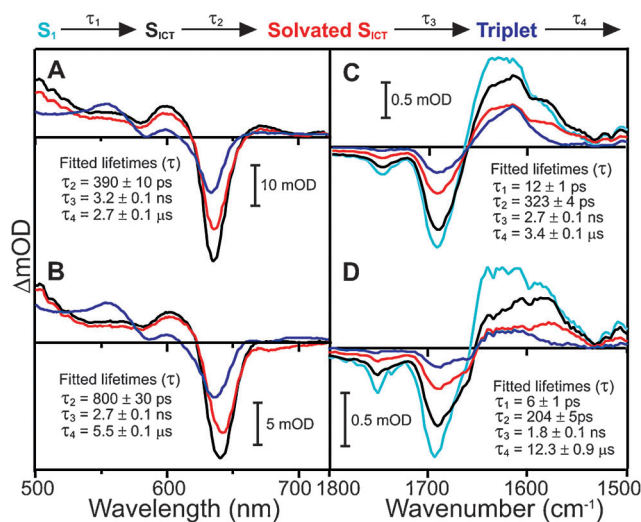 S₁ τ₁ S_ICT τ₂ Solvated S_ICT τ₃ Triplet τ₄
A
C
0.5 mOD
Fitted lifetimes (τ)
τ₂ = 390 ± 10 ps
τ₃ = 3.2 ± 0.1 ns
τ₄ = 2.7 ± 0.1 μs
10 mOD
Fitted lifetimes (τ)
τ₁ = 12 ± 1 ps
τ₂ = 323 ± 4 ps
τ₃ = 2.7 ± 0.1 ns
τ₄ = 3.4 ± 0.1 μs
ΔmOD
B
D
Fitted lifetimes (τ)
τ₂ = 800 ± 30 ps
τ₃ = 2.7 ± 0.1 ns
τ₄ = 5.5 ± 0.1 μs
5 mOD
0.5 mOD
Fitted lifetimes (τ)
τ₁ = 6 ± 1 ps
τ₂ = 204 ± 5ps
τ₃ = 1.8 ± 0.1 ns
τ₄ = 12.3 ± 0.9 μs
500 600 700 1800 1700 1600 1500
Wavelength (nm)
Wavenumber (cm⁻¹)